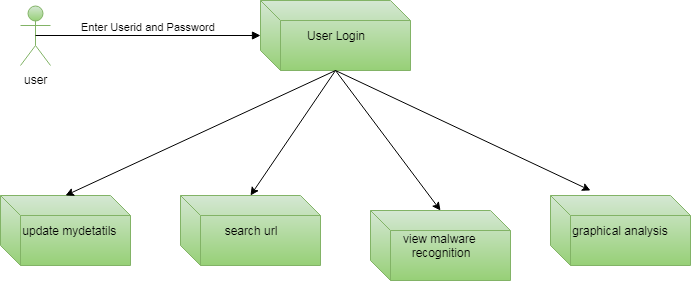 Enter Userid and Password
User Login
user
update mydetatils
search url
view malware
recognition
graphical analysis